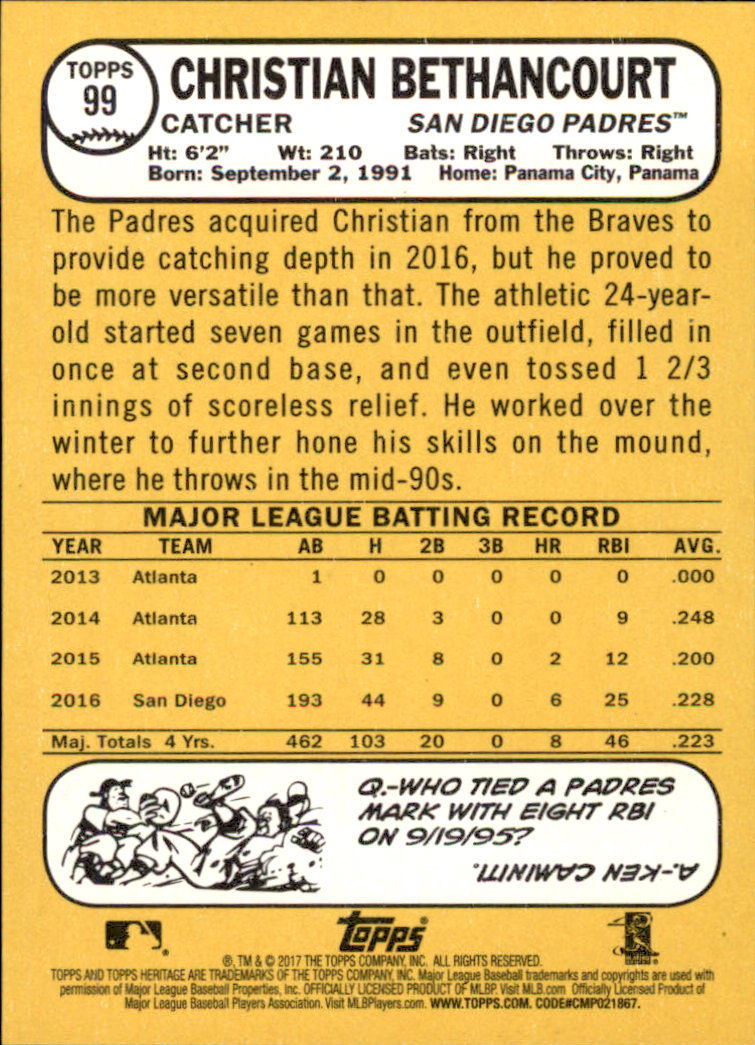 TOPPS
99
CHRISTIAN BETHANCOURT
CATCHER SAN DIEGO PADRES™
Ht: 6'2" Wt: 210 Bats: Right Throws: Right
Born: September 2, 1991 Home: Panama City, Panama
The Padres acquired Christian from the Braves to
provide catching depth in 2016, but he proved to
be more versatile than that. The athletic 24-year-
old started seven games in the outfield, filled in
once at second base, and even tossed 1 2/3
innings of scoreless relief. He worked over the
winter to further hone his skills on the mound,
where he throws in the mid-90s.
MAJOR LEAGUE BATTING RECORD
YEAR TEAM AB H 2B 3B HR RBI AVG.
2013 Atlanta 1 0 0 0 0 0 .000
2014 Atlanta 113 28 3 0 0 9 .248
2015 Atlanta 155 31 8 0 2 12 .200
2016 San Diego 193 44 9 0 6 25 .228
Maj. Totals 4 Yrs. 462 103 20 0 8 46 .223
Q.-WHO TIED A PADRES
MARK WITH EIGHT RBI
ON 9/19/95?
A.-KEN CAMINITI.
Topps®
®, TM & © 2017 THE TOPPS COMPANY, INC. ALL RIGHTS RESERVED.
TOPPS AND TOPPS HERITAGE ARE TRADEMARKS OF THE TOPPS COMPANY, INC. Major League Baseball trademarks and copyrights are used with
permission of Major League Baseball Properties, Inc. OFFICIALLY LICENSED PRODUCT OF MLBP. Visit MLB.com Officially Licensed Product of
Major League Baseball Players Association. Visit MLBPlayers.com. WWW.TOPPS.COM. CODE#CMP021867.